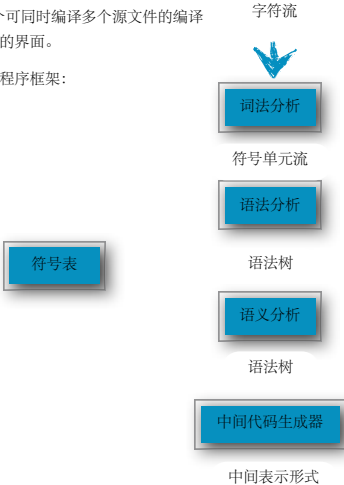 字符流
个可同时编译多个源文件的编译
的界面。
程序框架:
词法分析
符号单元流
语法分析
语法树
符号表
语义分析
语法树
中间代码生成器
中间表示形式